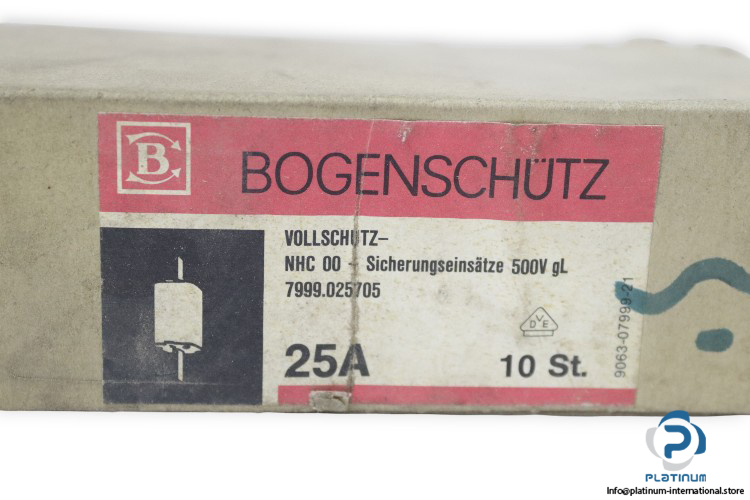 B
BOGENSCHÜTZ
VOLLSCHUTZ-
NHC 00 - Sicherungseinsätze 500V gL
7999.025705
DVE
25A
10 St.
9063-07999-21
PLATINUM
Info@platinum-international.store